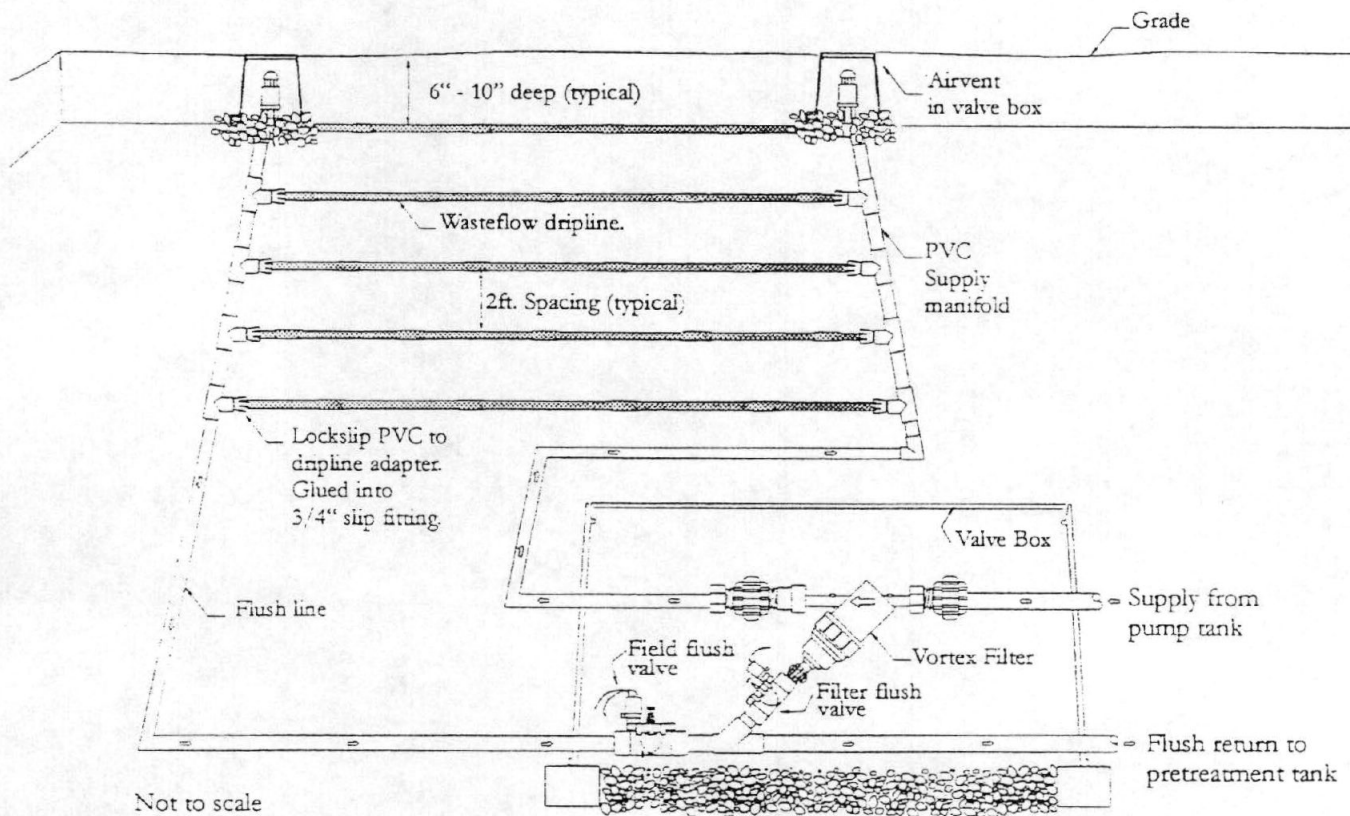 Grade
Airvent
in valve box
6" - 10" deep (typical)
Wasteflow dripline.
PVC
Supply
manifold
2ft. Spacing (typical)
Lockslip PVC to
dripline adapter.
Glued into
3/4" slip fitting.
Valve Box
Flush line
Supply from
pump tank
Field flush
valve
Vortex Filter
Filter flush
valve
Flush return to
pretreatment tank
Not to scale